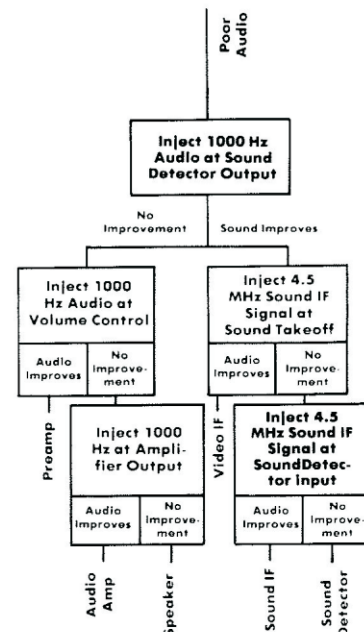 Poor
Audio
Inject 1000 Hz
Audio at Sound
Detector Output
No
Improvement
Sound Improves
Inject 1000
Hz Audio at
Volume Control
Audio
Improves
No
Improve-
ment
Inject 4.5
MHz Sound IF
Signal at
Sound Takeoff
Audio
Improves
No
Improve-
ment
Preamp
Inject 1000
Hz at Ampli-
fier Output
Audio
Improves
No
Improve-
ment
Video IF
Inject 4.5
MHz Sound IF
Signal at
SoundDetec-
tor input
Audio
Improves
No
Improve-
ment
Audio
Amp
Speaker
Sound IF
Sound
Detector